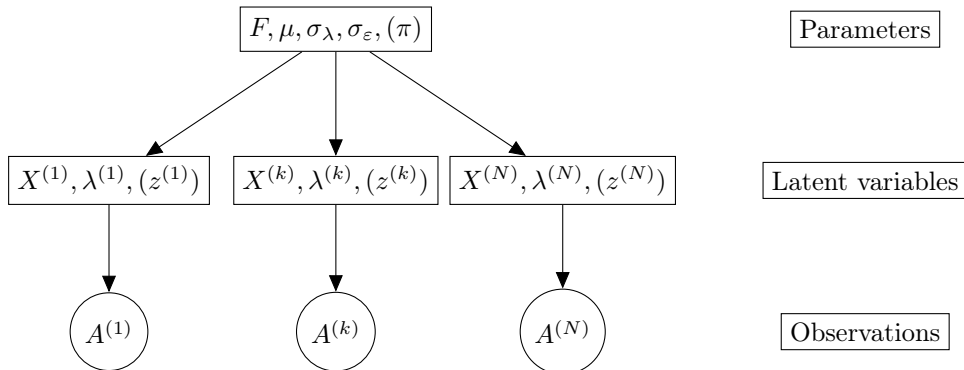 F, μ, σ_λ, σ_ε, (π)
Parameters
X^{(1)}, λ^{(1)}, (z^{(1)})
X^{(k)}, λ^{(k)}, (z^{(k)})
X^{(N)}, λ^{(N)}, (z^{(N)})
Latent variables
A^{(1)}
A^{(k)}
A^{(N)}
Observations